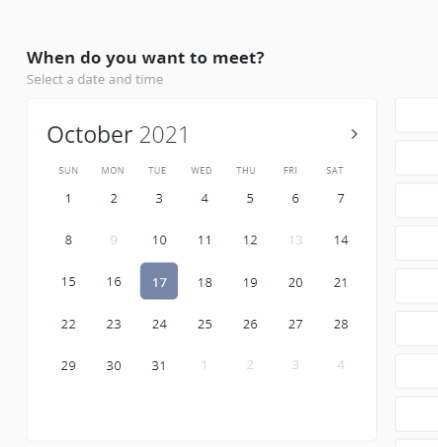 When do you want to meet?
Select a date and time
October 2021
SUN MON TUE WED THU FRI SAT
1 2 3 4 5 6 7
8 9 10 11 12 13 14
15 16 17 18 19 20 21
22 23 24 25 26 27 28
29 30 31 1 2 3 4